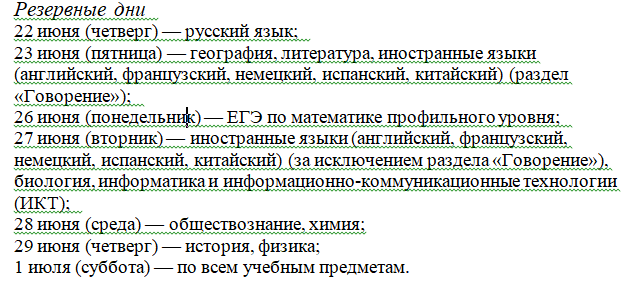 Резервные дни
22 июня (четверг) — русский язык;
23 июня (пятница) — география, литература, иностранные языки
(английский, французский, немецкий, испанский, китайский) (раздел
«Говорение»);
26 июня (понедельник) — ЕГЭ по математике профильного уровня;
27 июня (вторник) — иностранные языки (английский, французский,
немецкий, испанский, китайский) (за исключением раздела «Говорение»),
биология, информатика и информационно-коммуникационные технологии
(ИКТ);
28 июня (среда) — обществознание, химия;
29 июня (четверг) — история, физика;
1 июля (суббота) — по всем учебным предметам.